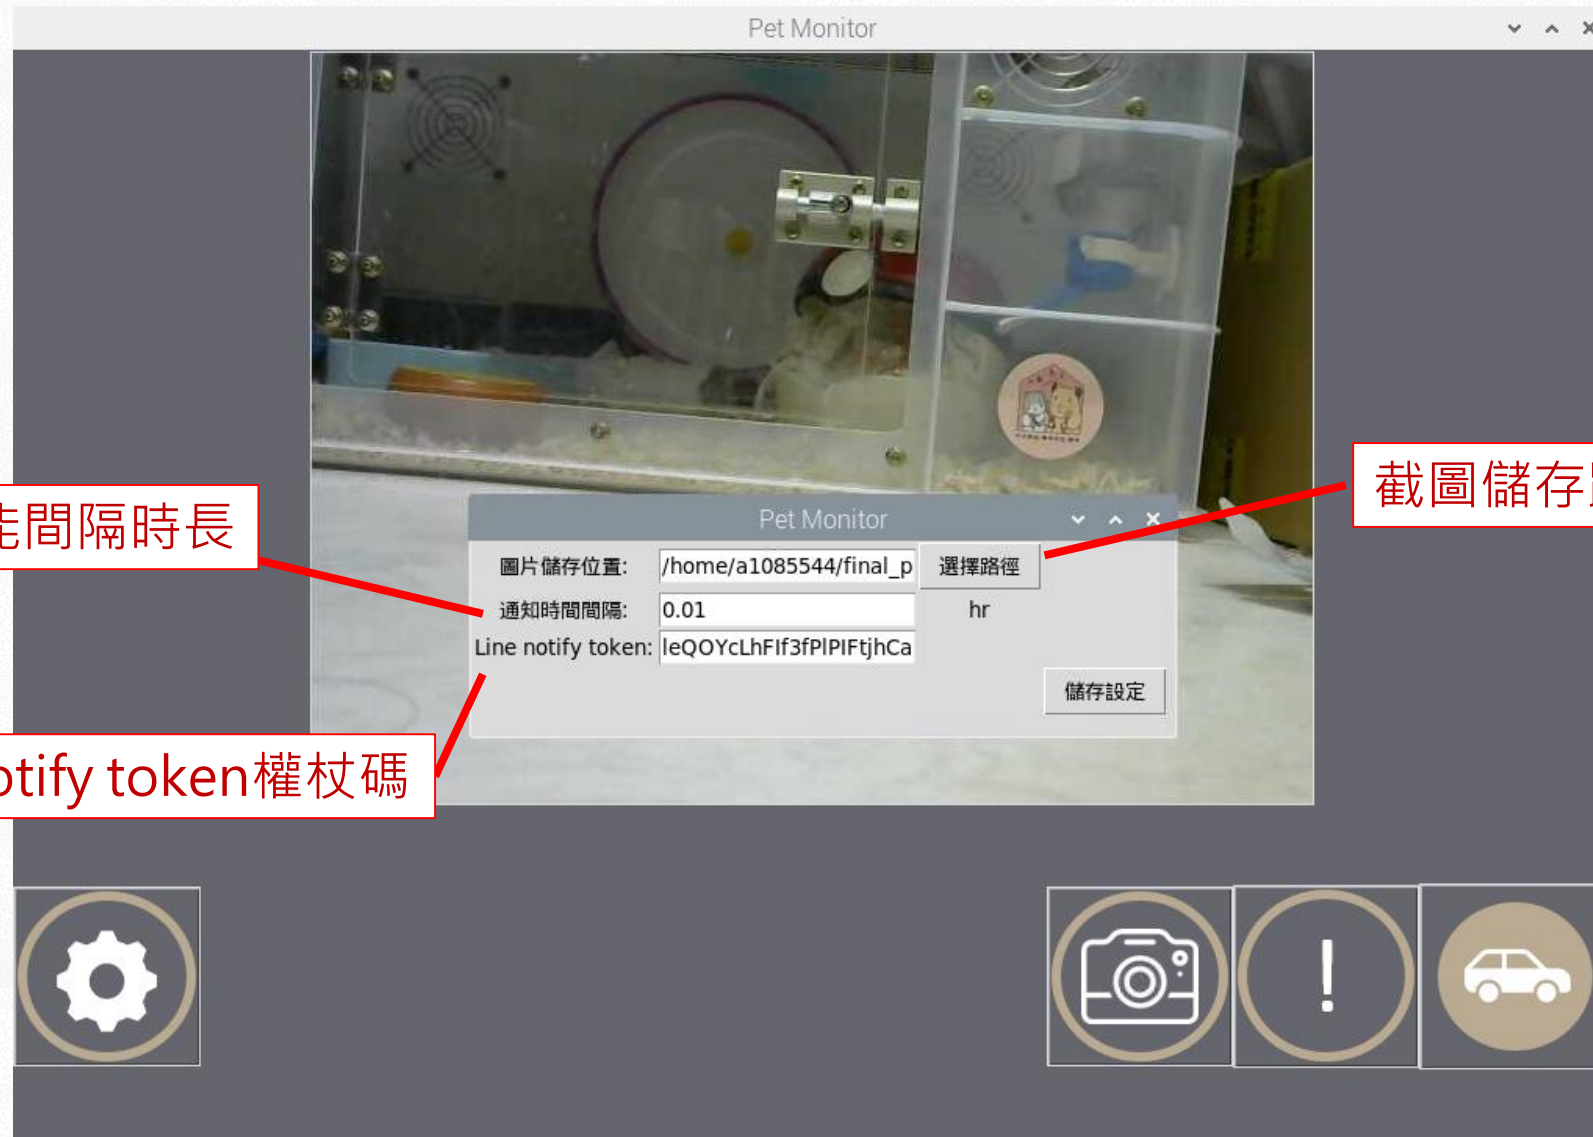 Pet Monitor
截圖儲存
能間隔時長
Pet Monitor
圖片儲存位置:
/home/a1085544/final_p
選擇路徑
通知時間間隔:
0.01
hr
Line notify token:
leQOYcLhFIf3fPlPIFtjhCa
儲存設定
otify token權杖碼
!